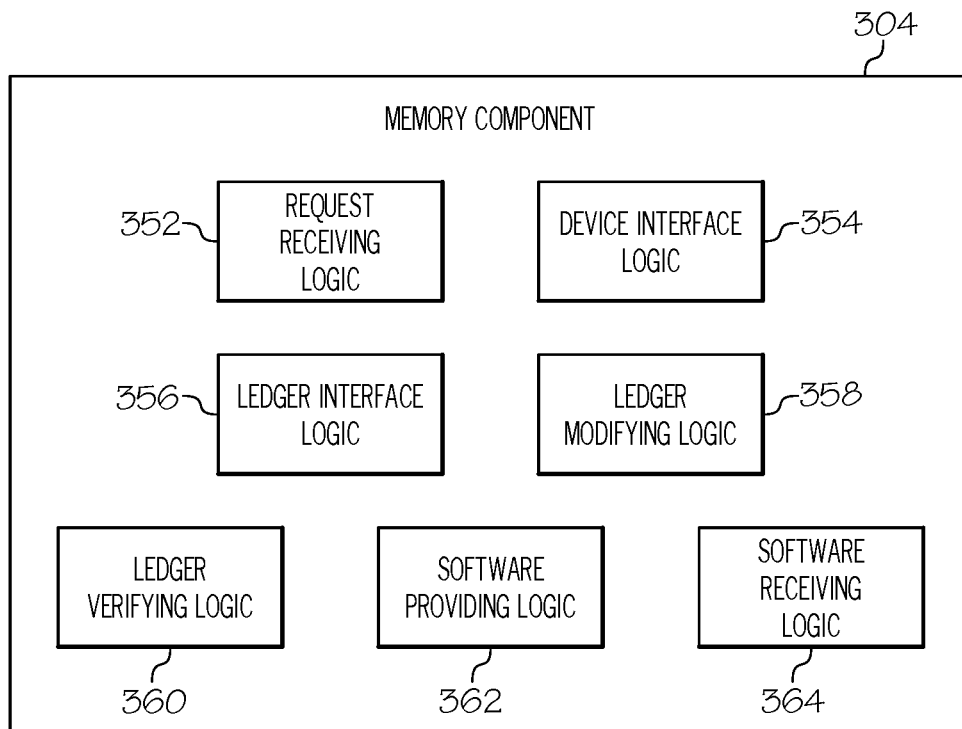 304
MEMORY COMPONENT
352
REQUEST
RECEIVING
LOGIC
DEVICE INTERFACE
LOGIC
354
356
LEDGER INTERFACE
LOGIC
LEDGER
MODIFYING LOGIC
358
LEDGER
VERIFYING LOGIC
SOFTWARE
PROVIDING LOGIC
SOFTWARE
RECEIVING
LOGIC
360
362
364